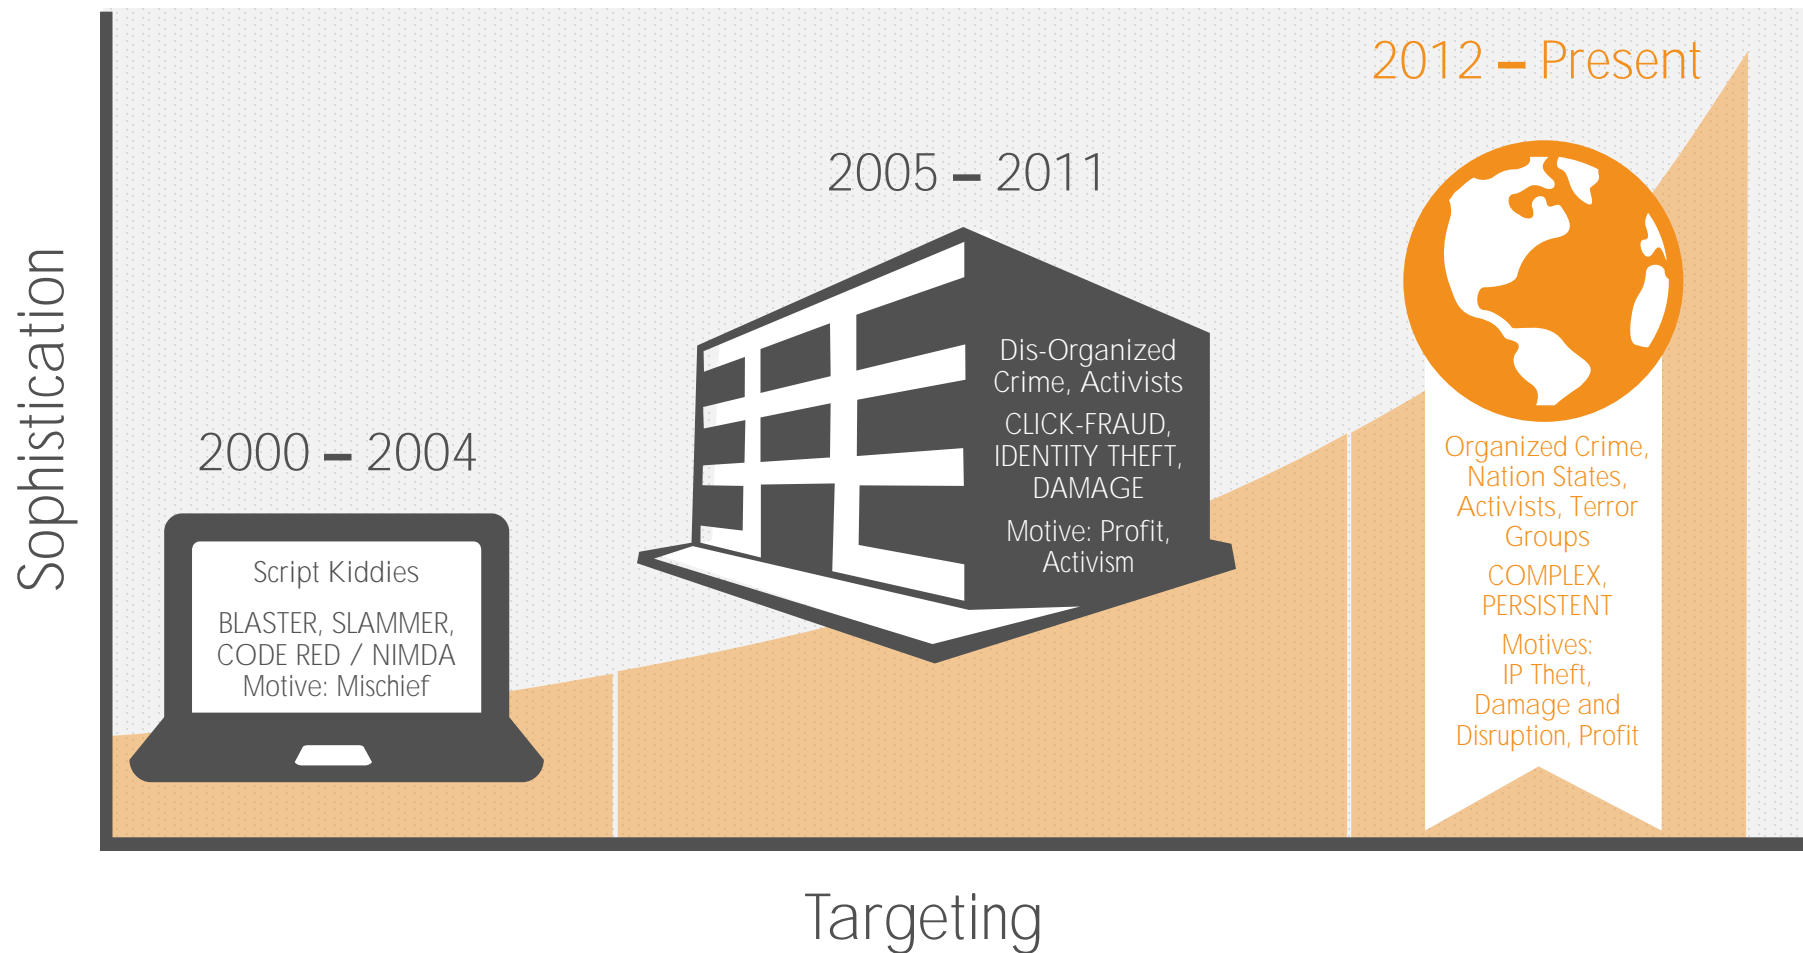 Sophistication
2000 – 2004
Script Kiddies
BLASTER, SLAMMER,
CODE RED / NIMDA
Motive: Mischief
2005 – 2011
Dis-Organized
Crime, Activists
CLICK-FRAUD,
IDENTITY THEFT,
DAMAGE
Motive: Profit,
Activism
2012 – Present
Organized Crime,
Nation States,
Activists, Terror
Groups
COMPLEX,
PERSISTENT
Motives:
IP Theft,
Damage and
Disruption, Profit
Targeting